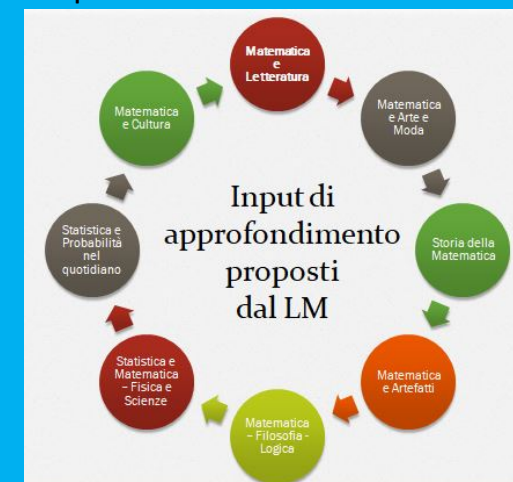 Matematica
e
Letteratura
Matematica
e Arte e
Moda
Storia della
Matematica
Matematica
e Artefatti
Matematica
– Filosofia -
Logica
Statistica e
Matematica
– Fisica e
Scienze
Statistica e
Probabilità
nel
quotidiano
Matematica
e Cultura
Input di
approfondimento
proposti
dal LM